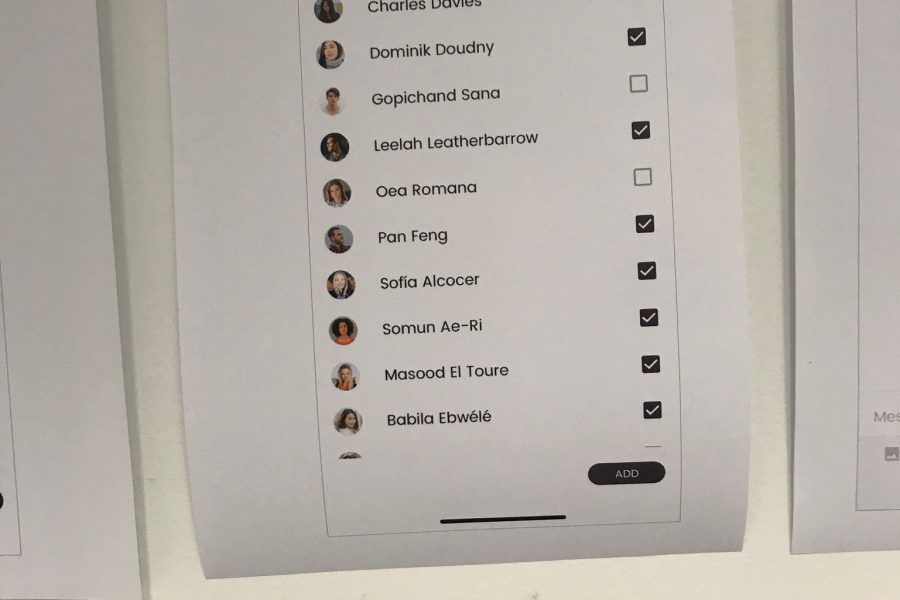 Charles Davies
Dominik Doudny
Gopichand Sana
Leelah Leatherbarrow
Oea Romana
Pan Feng
Sofía Alcocer
Somun Ae-Ri
Masood El Toure
Babila Ebwélé
ADD